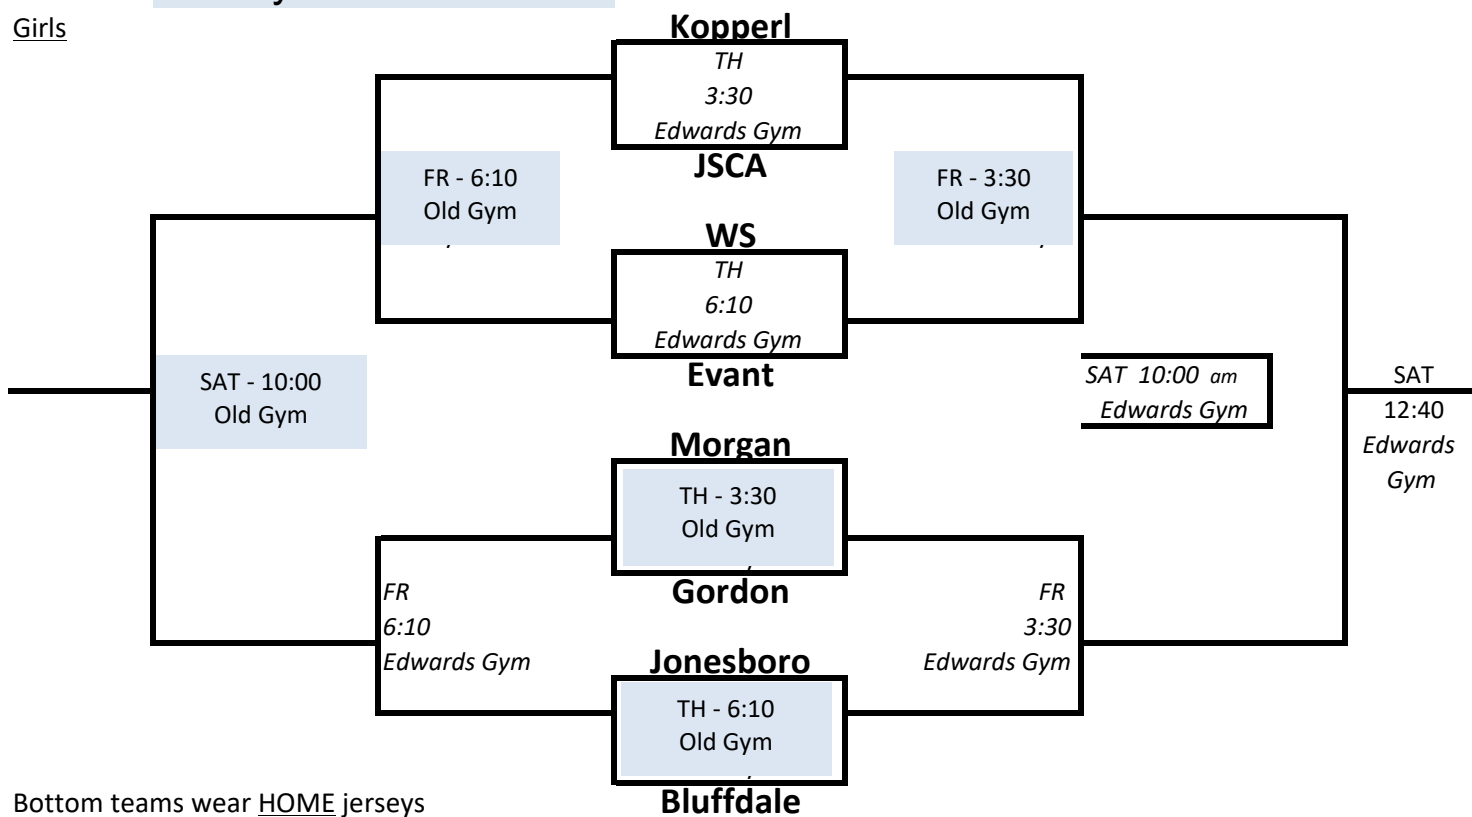 Girls
Kopperl
TH
3:30
Edwards Gym
JSCA
FR - 6:10
Old Gym
FR - 3:30
Old Gym
WS
TH
6:10
Edwards Gym
Evant
SAT - 10:00
Old Gym
SAT 10:00 am
Edwards Gym
SAT
12:40
Edwards
Gym
Morgan
TH - 3:30
Old Gym
Gordon
FR
6:10
Edwards Gym
FR
3:30
Edwards Gym
Jonesboro
TH - 6:10
Old Gym
Bluffdale
Bottom teams wear HOME jerseys